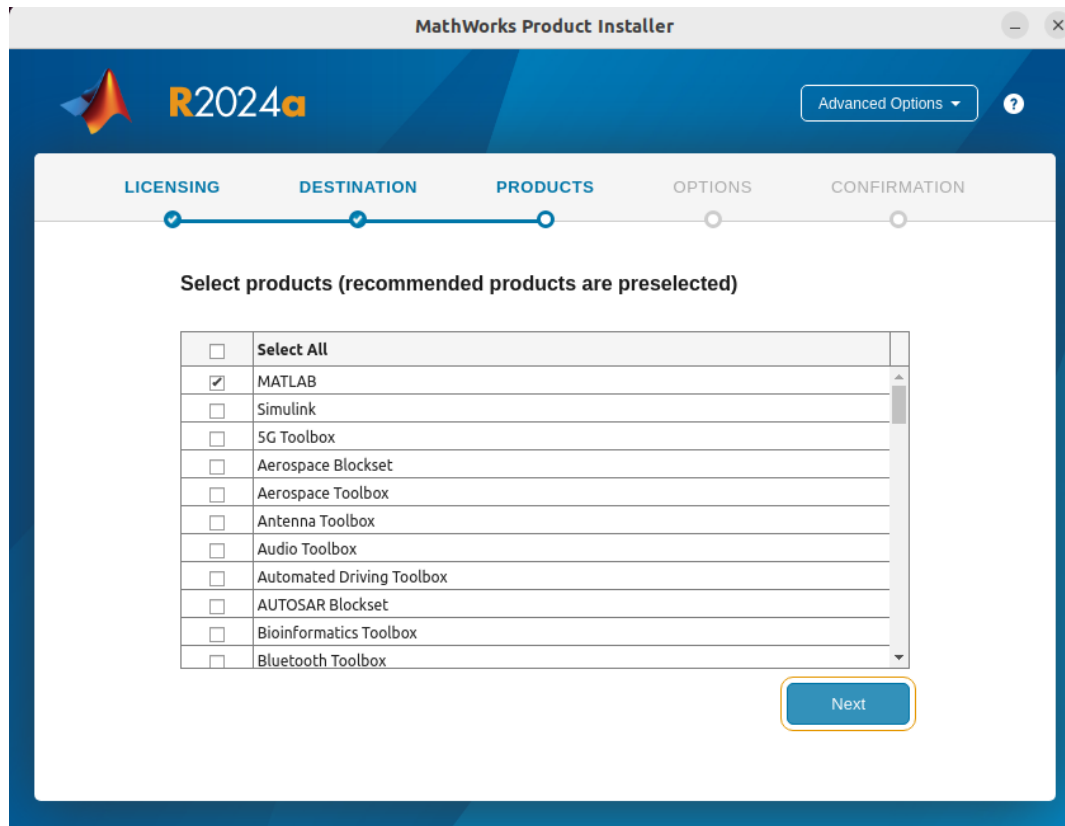 MathWorks Product Installer
R2024a
Advanced Options
?
LICENSING DESTINATION PRODUCTS OPTIONS CONFIRMATION
Select products (recommended products are preselected)
Select All
MATLAB
Simulink
5G Toolbox
Aerospace Blockset
Aerospace Toolbox
Antenna Toolbox
Audio Toolbox
Automated Driving Toolbox
AUTOSAR Blockset
Bioinformatics Toolbox
Bluetooth Toolbox
Next